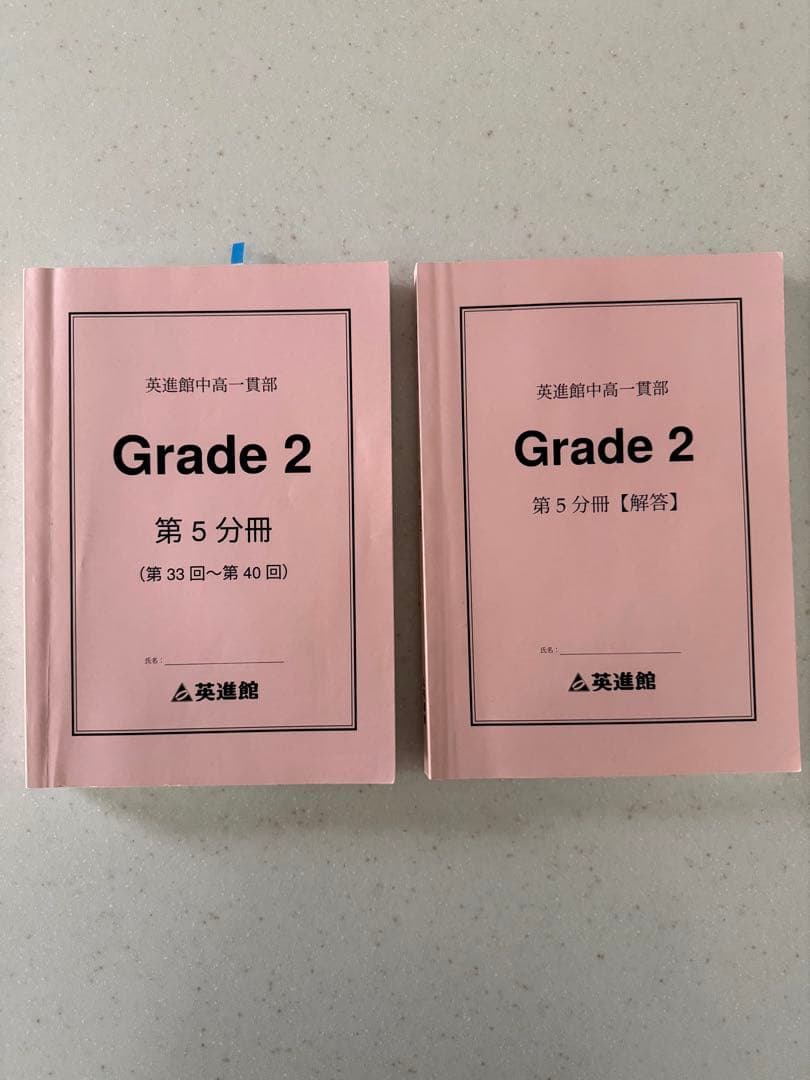 英進館中高一貫部
Grade 2
第 5 分冊
（第 33 回～第 40 回）
氏名：
英進館
英進館中高一貫部
Grade 2
第 5 分冊【解答】
氏名：
英進館